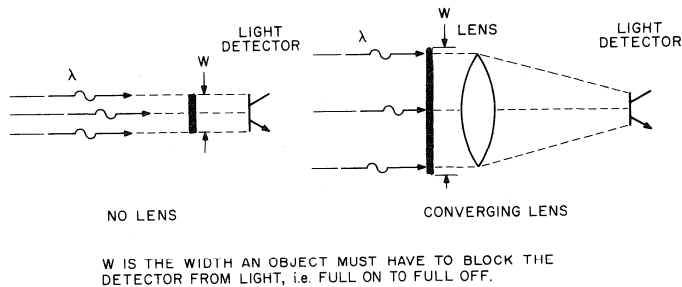 LIGHT
DETECTOR
W
λ
NO LENS
W
LENS
LIGHT
DETECTOR
λ
CONVERGING LENS
W IS THE WIDTH AN OBJECT MUST HAVE TO BLOCK THE
DETECTOR FROM LIGHT, i.e. FULL ON TO FULL OFF.